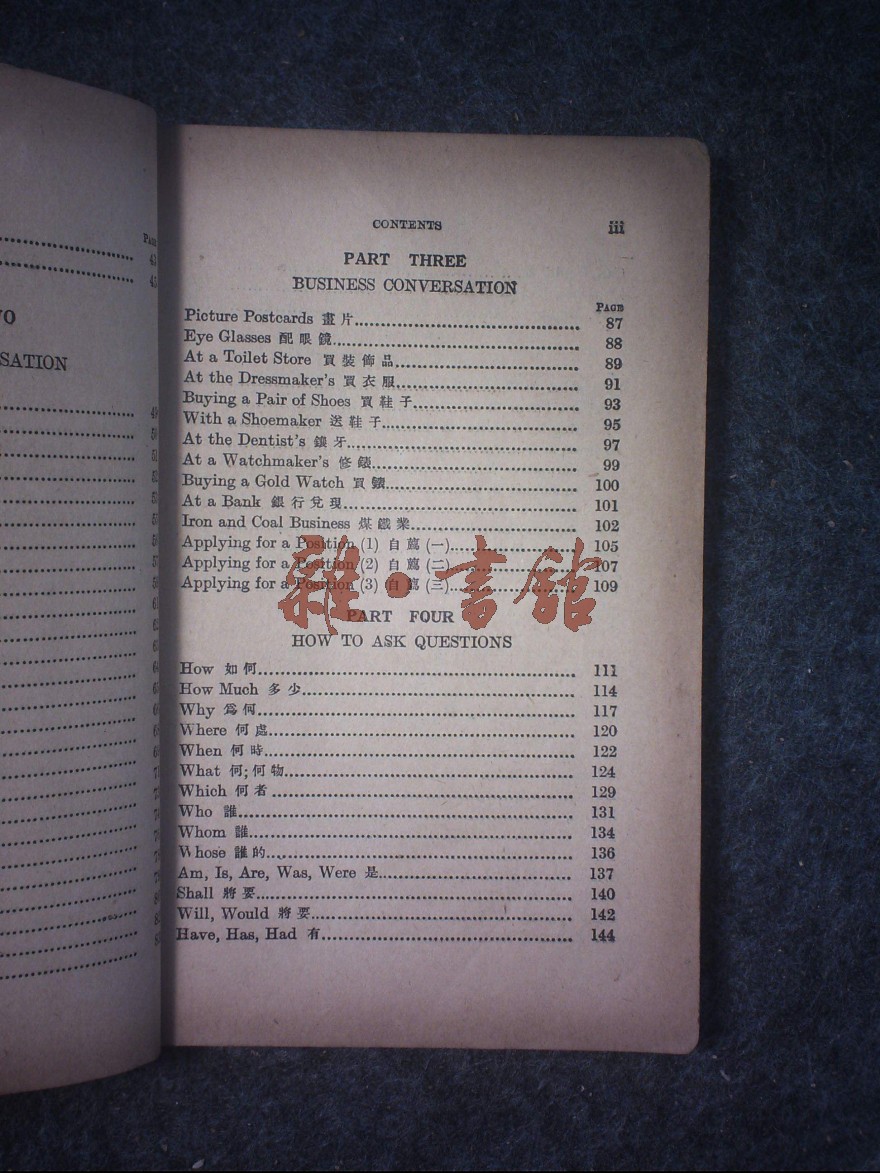 CONTENTS iii
PART THREE
BUSINESS CONVERSATION
PAGE
Picture Postcards 畫片 87
Eye Glasses 配眼鏡 88
At a Toilet Store 買裝飾品 89
At the Dressmaker's 買衣服 91
Buying a Pair of Shoes 買鞋子 93
With a Shoemaker 送鞋子 95
At the Dentist's 鑲牙 97
At a Watchmaker's 修錶 99
Buying a Gold Watch 買錶 100
At a Bank 銀行兌現 101
Iron and Coal Business 煤鐵業 102
Applying for a Position (1) 自薦 (一) 105
Applying for a Position (2) 自薦 (二) 107
Applying for a Position (3) 自薦 (三) 109
雜·書館
PART FOUR
HOW TO ASK QUESTIONS
How 如何 111
How Much 多少 114
Why 爲何 117
Where 何處 120
When 何時 122
What 何;何物 124
Which 何者 129
Who 誰 131
Whom 誰 134
Whose 誰的 136
Am, Is, Are, Was, Were 是 137
Shall 將要 140
Will, Would 將要 142
Have, Has, Had 有 144
SATION